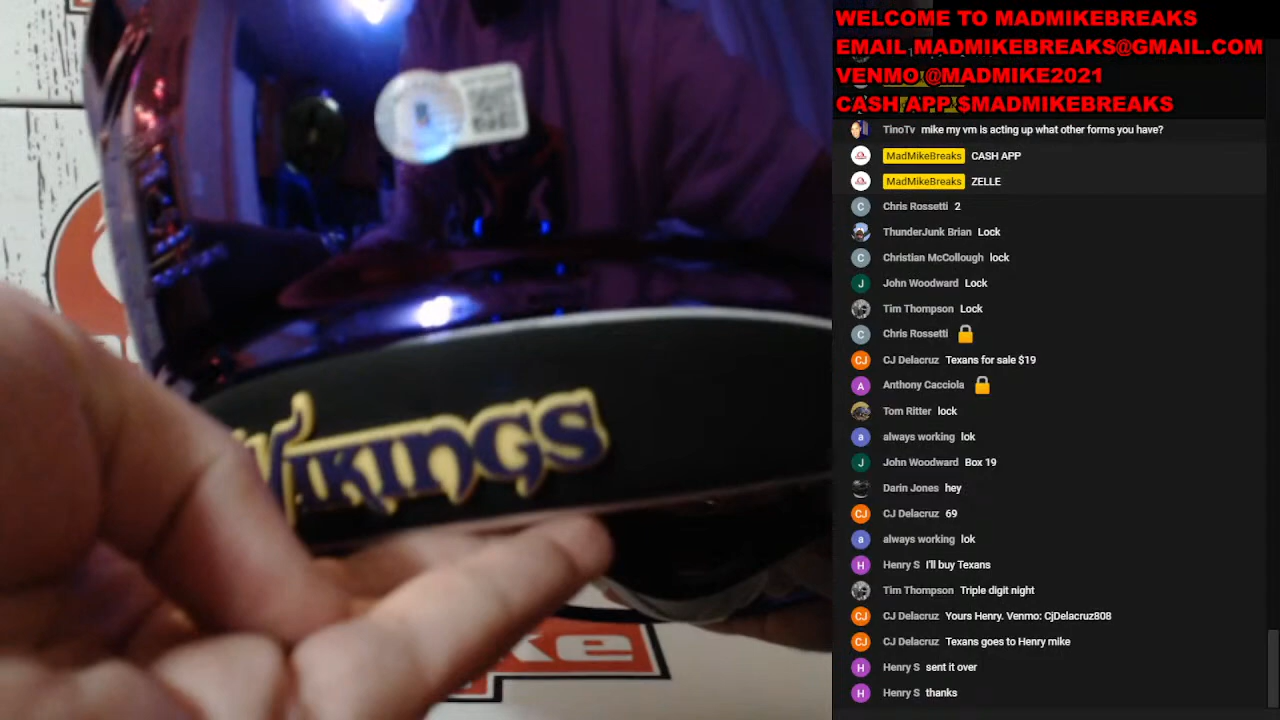 WELCOME TO MADMIKEBREAKS
EMAIL MADMIKEBREAKS@GMAIL.COM
VENMO @MADMIKE2021
CASH APP $MADMIKEBREAKS
TinoTv mike my vm is acting up what other forms you have?
MadMikeBreaks CASH APP
MadMikeBreaks ZELLE
Chris Rossetti 2
ThunderJunk Brian Lock
Christian McCollough lock
John Woodward Lock
Tim Thompson Lock
Chris Rossetti 🔒
CJ Delacruz Texans for sale $19
Anthony Cacciola 🔒
Tom Ritter lock
always working lok
John Woodward Box 19
Darin Jones hey
CJ Delacruz 69
always working lok
Henry S I'll buy Texans
Tim Thompson Triple digit night
CJ Delacruz Yours Henry. Venmo: CjDelacruz808
CJ Delacruz Texans goes to Henry mike
Henry S sent it over
Henry S thanks
VIKINGS